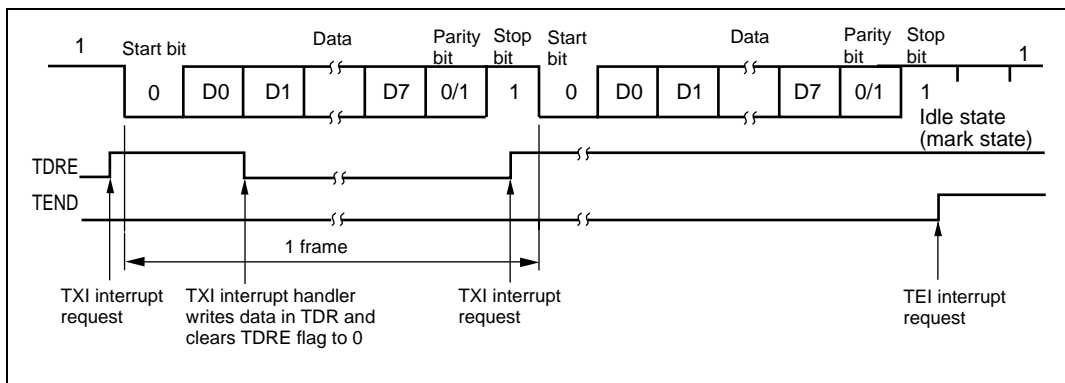 1
Start bit
Data
Parity
bit
Stop
bit
Start
bit
Data
Parity
bit
Stop
bit
1
0
D0
D1
D7
0/1
1
0
D0
D1
D7
0/1
1
Idle state
(mark state)
TDRE
TEND
1 frame
TXI interrupt
request
TXI interrupt handler
writes data in TDR and
clears TDRE flag to 0
TXI interrupt
request
TEI interrupt
request